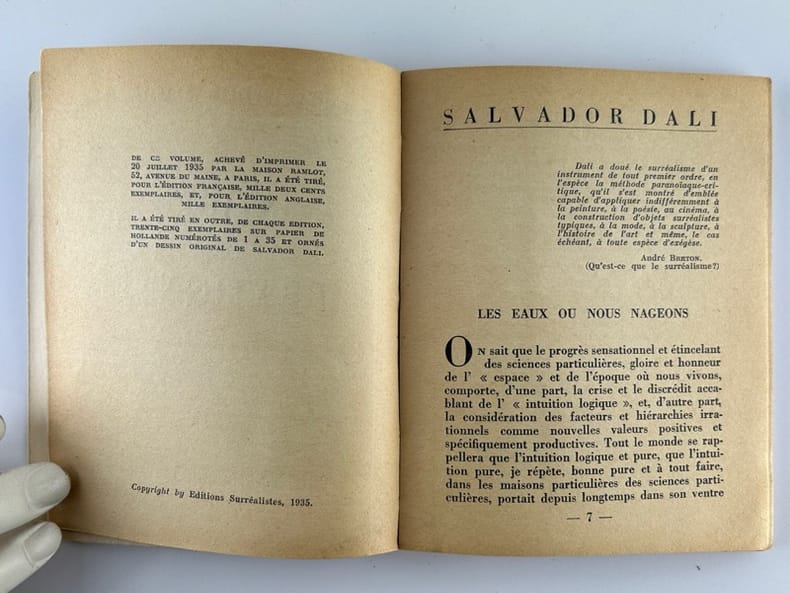 DE CE VOLUME, ACHEVÉ D'IMPRIMER LE
20 JUILLET 1935 PAR LA MAISON RAMLOT,
52, AVENUE DU MAINE, A PARIS, IL A ÉTÉ TIRÉ,
POUR L'ÉDITION FRANÇAISE, MILLE DEUX CENTS
EXEMPLAIRES, ET, POUR L'ÉDITION ANGLAISE,
MILLE EXEMPLAIRES.
IL A ÉTÉ TIRÉ EN OUTRE, DE CHAQUE ÉDITION,
TRENTE-CINQ EXEMPLAIRES SUR PAPIER DE
HOLLANDE NUMÉROTÉS DE 1 A 35 ET ORNÉS
D'UN DESSIN ORIGINAL DE SALVADOR DALI.
Copyright by Editions Surréalistes, 1935.
SALVADOR DALI
Dali a doué le surréalisme d'un
instrument de tout premier ordre, en
l'espèce la méthode paranoïaque-cri-
tique, qu'il s'est montré d'emblée
capable d'appliquer indifféremment à
la peinture, à la poésie, au cinéma, à
la construction d'objets surréalistes
typiques, à la mode, à la sculpture, à
l'histoire de l'art et même, le cas
échéant, à toute espèce d'exégèse.
André BRETON.
(Qu'est-ce que le surréalisme?)
LES EAUX OU NOUS NAGEONS
ON sait que le progrès sensationnel et étincelant
des sciences particulières, gloire et honneur
de l' « espace » et de l'époque où nous vivons,
comporte, d'une part, la crise et le discrédit acca-
blant de l' « intuition logique », et, d'autre part,
la considération des facteurs et hiérarchies irra-
tionnels comme nouvelles valeurs positives et
spécifiquement productives. Tout le monde se rap-
pellera que l'intuition logique et pure, que l'intui-
tion pure, je répète, bonne pure et à tout faire,
dans les maisons particulières des sciences parti-
culières, portait depuis longtemps dans son ventre
— 7 —